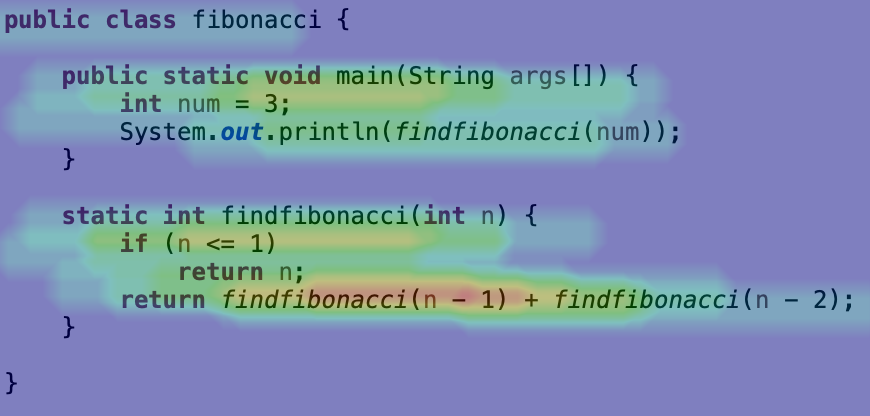 public class fibonacci {
public static void main(String args[]) {
int num = 3;
System.out.println(findfibonacci(num));
}
static int findfibonacci(int n) {
if (n <= 1)
return n;
return findfibonacci(n − 1) + findfibonacci(n − 2);
}
}